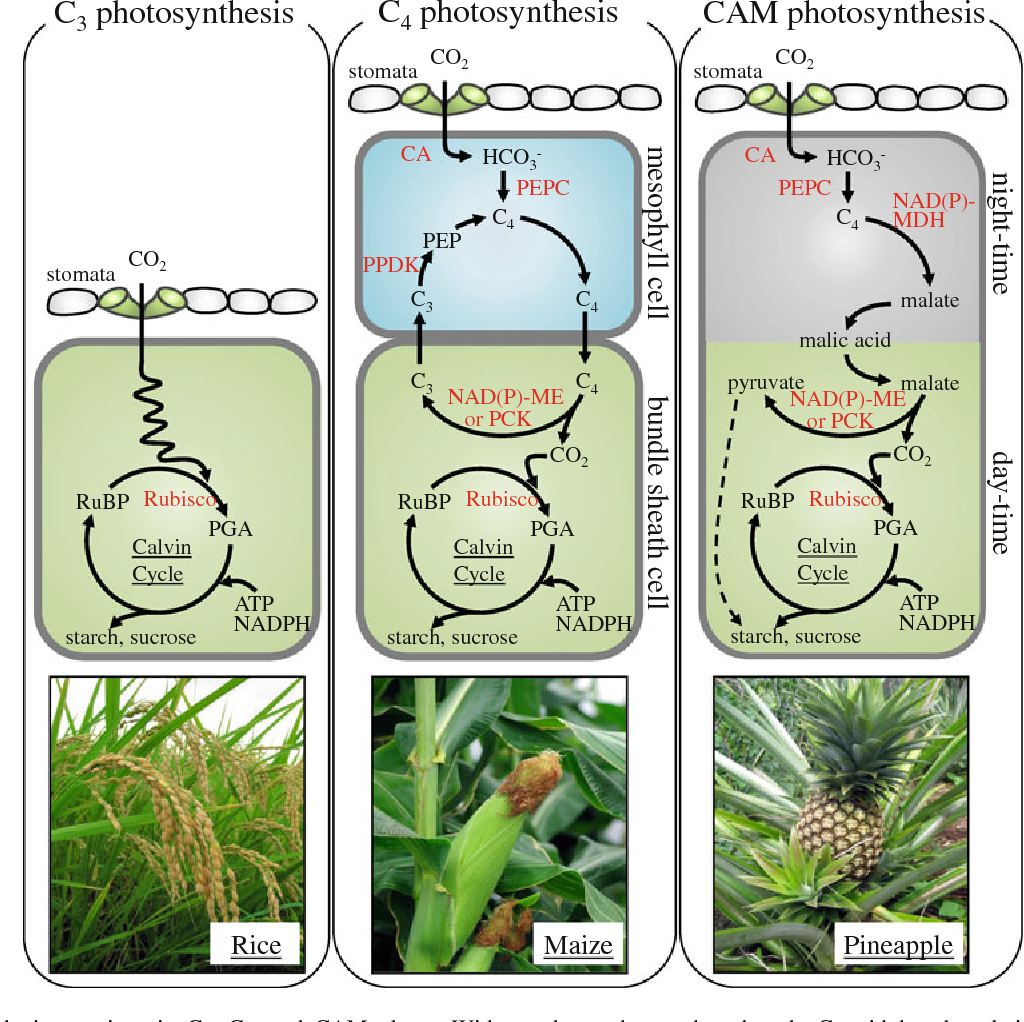 C3 photosynthesis
stomata
CO2
RuBP
Rubisco
PGA
Calvin
Cycle
ATP
NADPH
starch, sucrose
Rice
C4 photosynthesis
CO2
stomata
CA
HCO3-
PEPC
C4
PEP
PPDK
C3
C4
mesophyll cell
C3
C4
NAD(P)-ME
or PCK
CO2
RuBP
Rubisco
PGA
Calvin
Cycle
ATP
NADPH
starch, sucrose
bundle sheath cell
Maize
CAM photosynthesis
CO2
stomata
CA
HCO3-
PEPC
C4
NAD(P)-
MDH
malate
malic acid
night-time
pyruvate
malate
NAD(P)-ME
or PCK
CO2
RuBP
Rubisco
PGA
Calvin
Cycle
ATP
NADPH
starch, sucrose
day-time
Pineapple